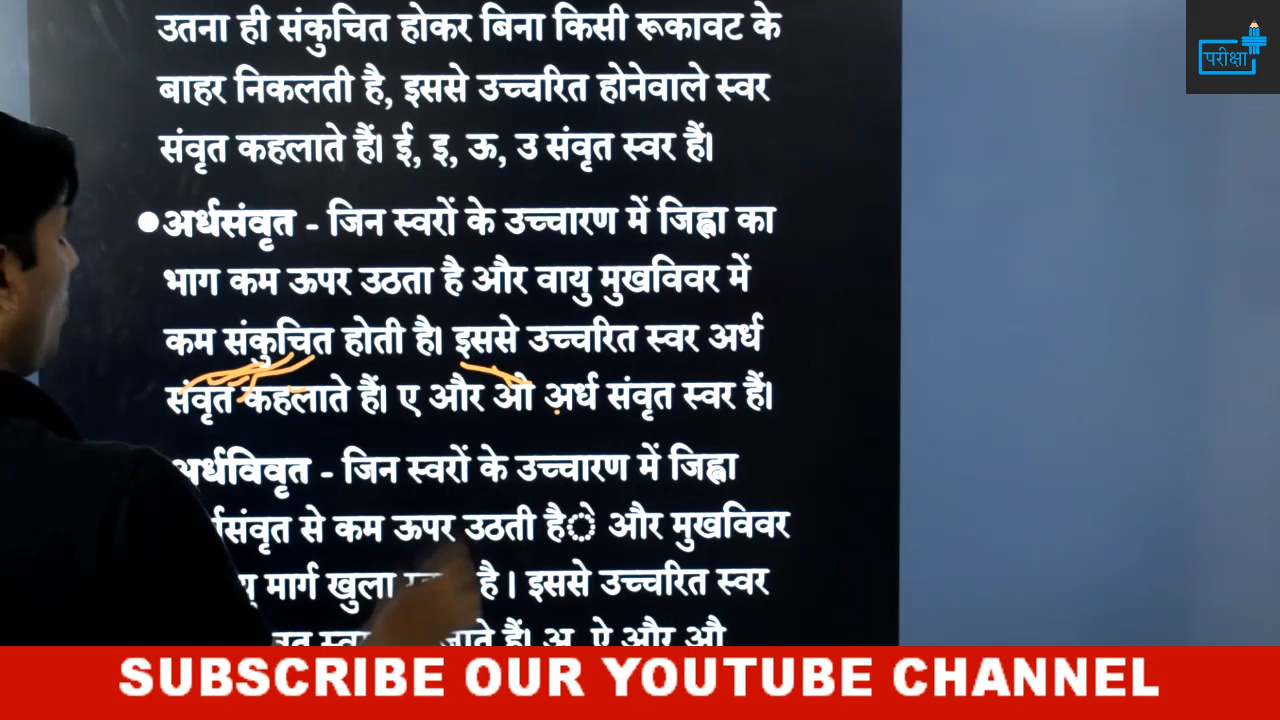 उतना ही संकुचित होकर बिना किसी रूकावट के
बाहर निकलती है, इससे उच्चरित होनेवाले स्वर
संवृत कहलाते हैं। ई, इ, ऊ, उ संवृत स्वर हैं।
●अर्धसंवृत - जिन स्वरों के उच्चारण में जिह्वा का
भाग कम ऊपर उठता है और वायु मुखविवर में
कम संकुचित होती है। इससे उच्चरित स्वर अर्ध
संवृत कहलाते हैं। ए और ओ अर्ध संवृत स्वर हैं।
अर्धविवृत - जिन स्वरों के उच्चारण में जिह्वा
से कम ऊपर उठती हैे और मुखविवर
मार्ग खुला है । इससे उच्चरित स्वर
हैं। अ, ऐ और औ
परीक्षा
SUBSCRIBE OUR YOUTUBE CHANNEL